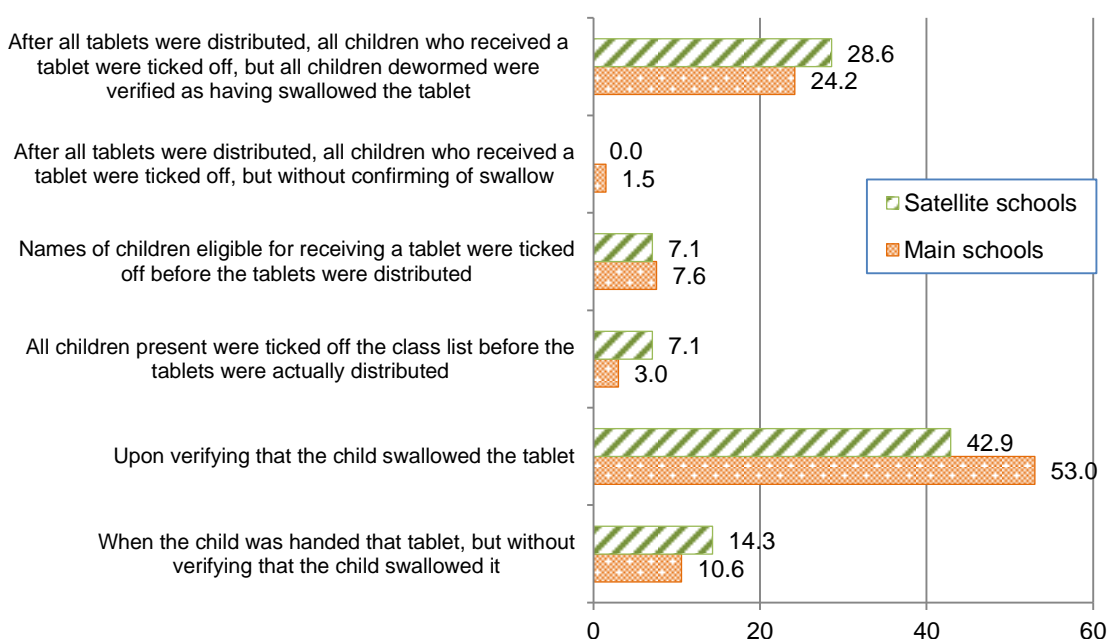 After all tablets were distributed, all children who received a
tablet were ticked off, but all children dewormed were
verified as having swallowed the tablet
28.6
24.2
After all tablets were distributed, all children who received a
tablet were ticked off, but without confirming of swallow
0.0
1.5
Satellite schools
Main schools
Names of children eligible for receiving a tablet were ticked
off before the tablets were distributed
7.1
7.6
All children present were ticked off the class list before the
tablets were actually distributed
7.1
3.0
Upon verifying that the child swallowed the tablet
42.9
53.0
When the child was handed that tablet, but without
verifying that the child swallowed it
14.3
10.6
0 20 40 60